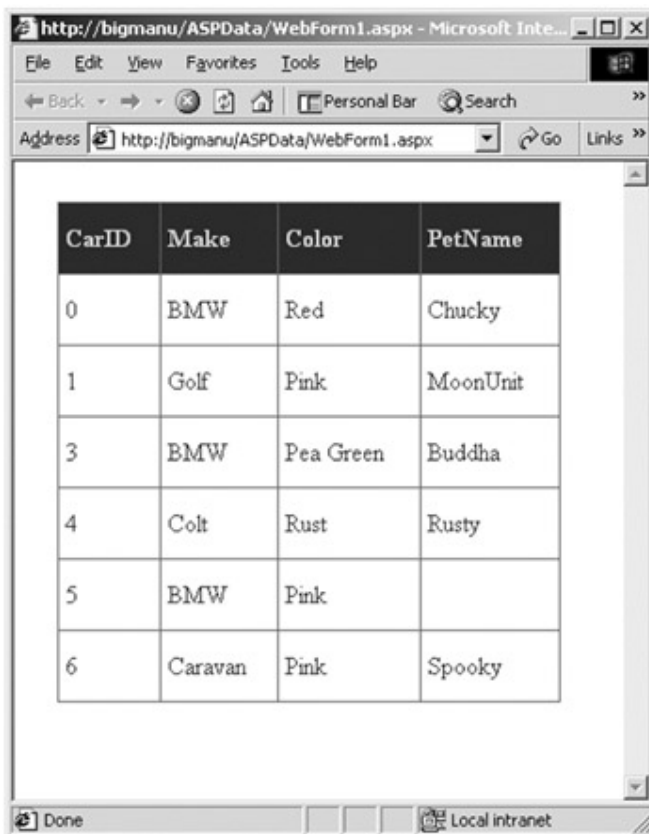 http://bigmanu/ASPData/WebForm1.aspx - Microsoft Inte...
File Edit View Favorites Tools Help
Back Personal Bar Search »
Address http://bigmanu/ASPData/WebForm1.aspx Go Links »
CarID Make Color PetName
0 BMW Red Chucky
1 Golf Pink MoonUnit
3 BMW Pea Green Buddha
4 Colt Rust Rusty
5 BMW Pink
6 Caravan Pink Spooky
Done Local intranet